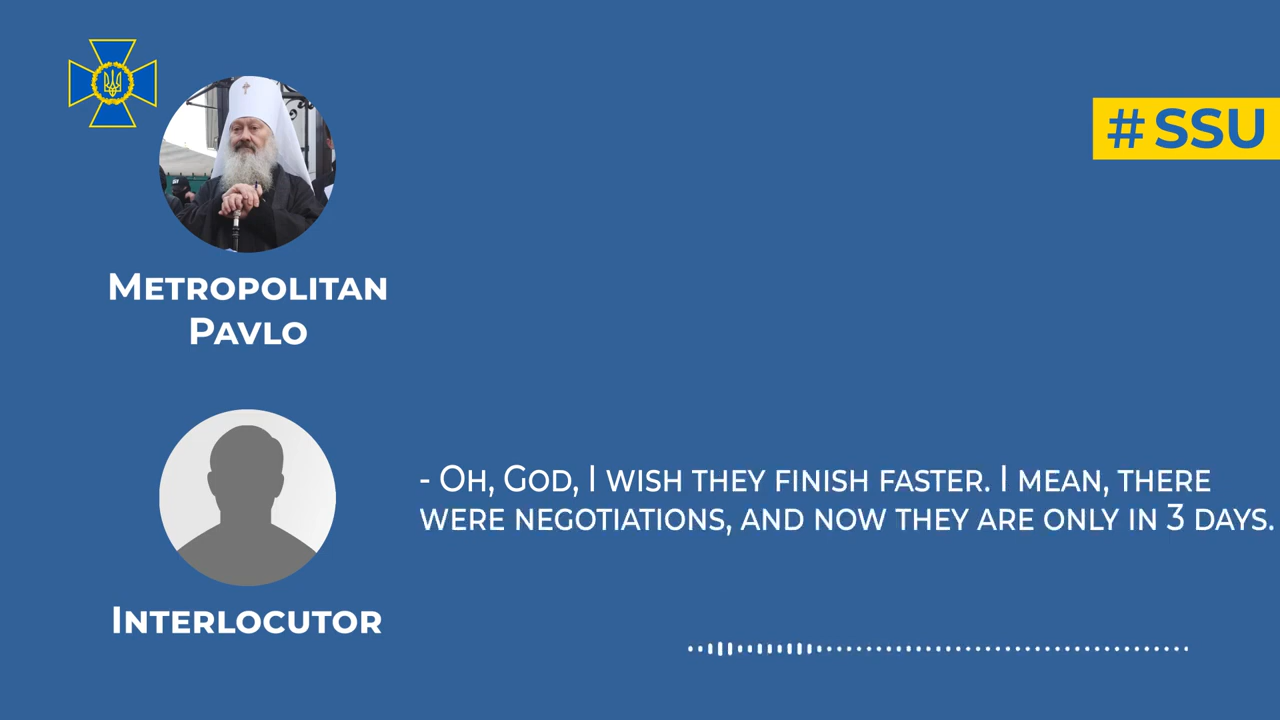 #SSU
Metropolitan
Pavlo
- Oh, God, I wish they finish faster. I mean, there
were negotiations, and now they are only in 3 days.
Interlocutor